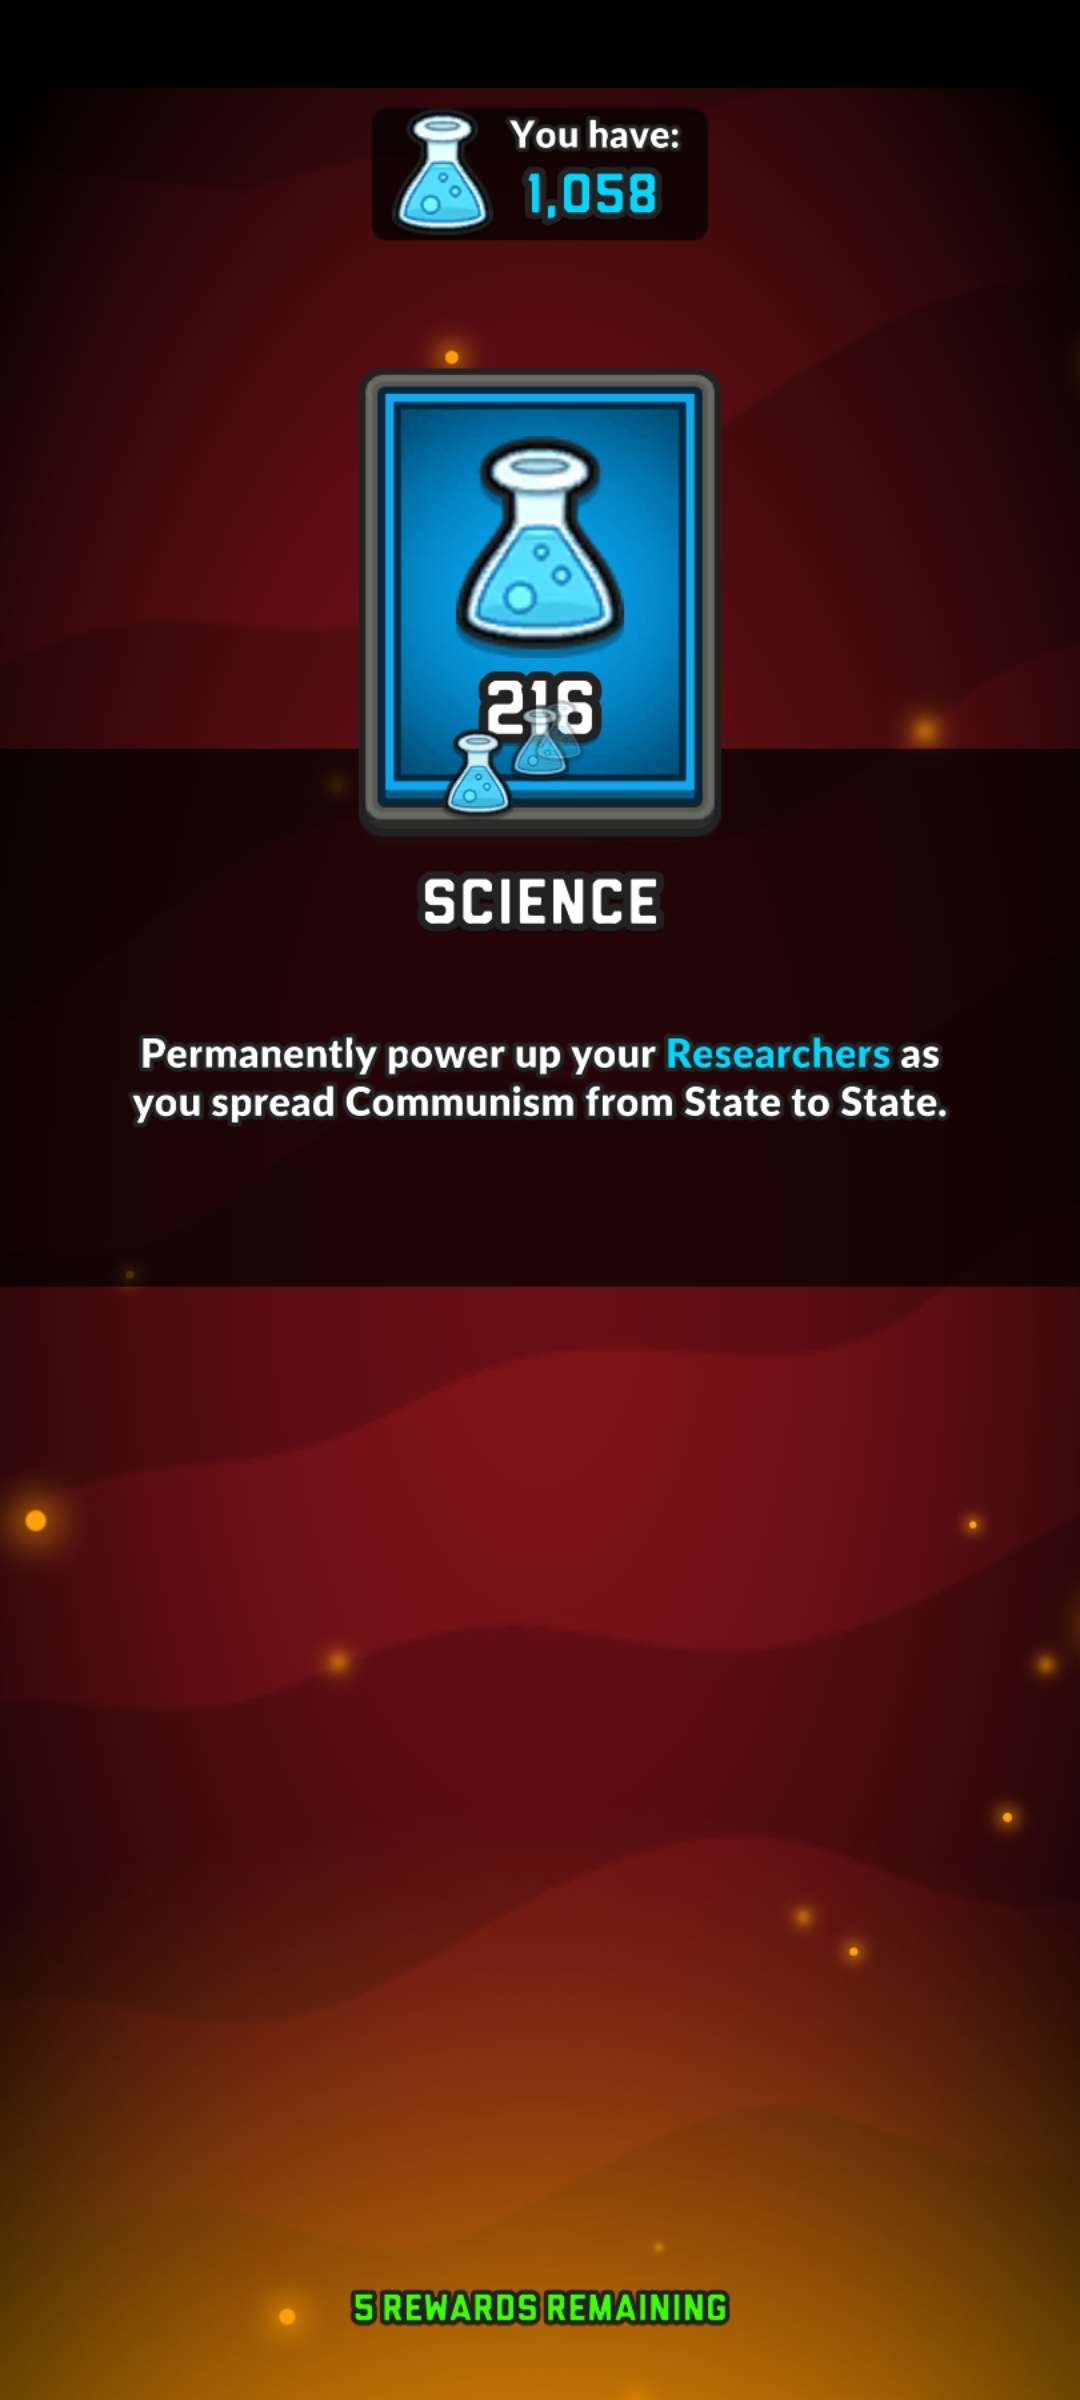 You have:
1,058
216
SCIENCE
Permanently power up your Researchers as
you spread Communism from State to State.
5 REWARDS REMAINING